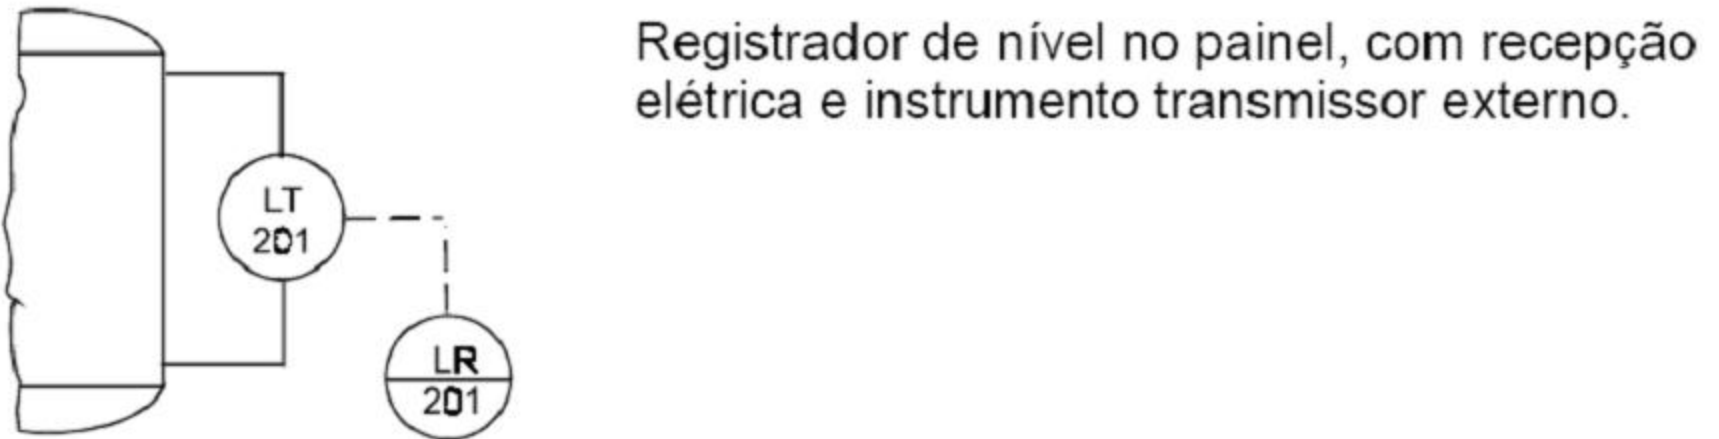 Registrador de nível no painel, com recepção
elétrica e instrumento transmissor externo.
LT
201
LR
201